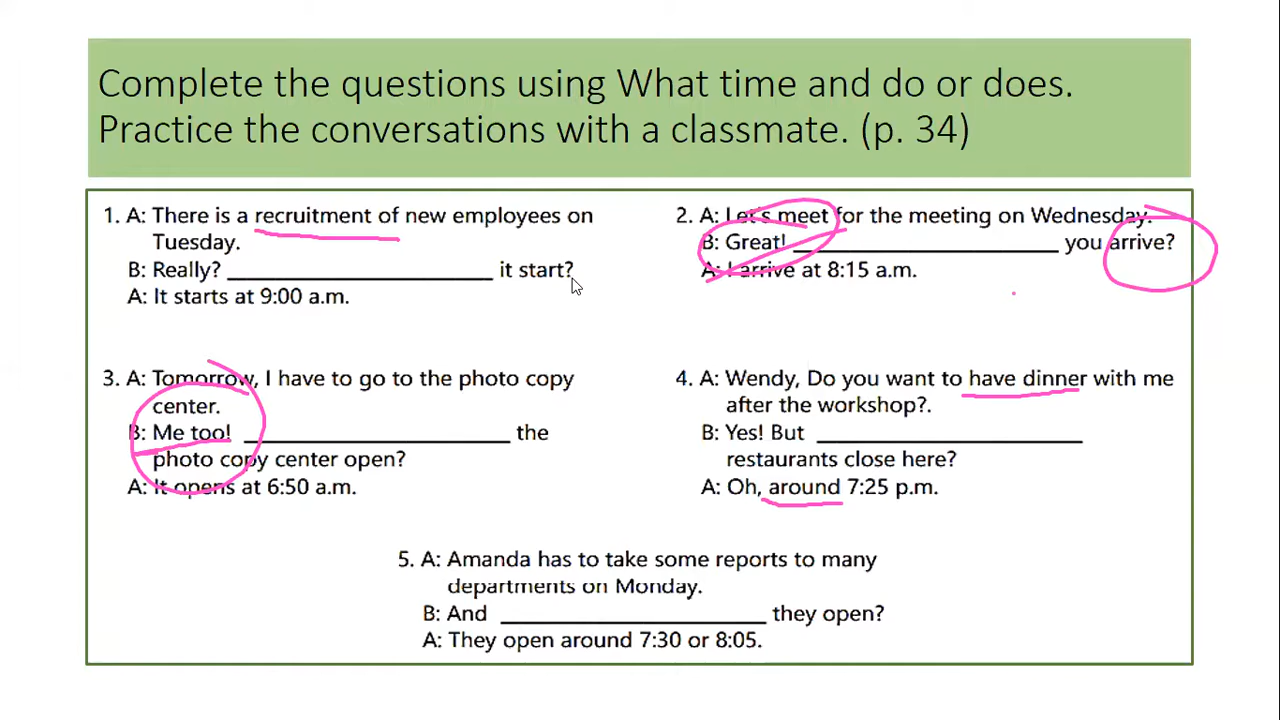 Complete the questions using What time and do or does.
Practice the conversations with a classmate. (p. 34)
1. A: There is a recruitment of new employees on
Tuesday.
B: Really? ____________________ it start?
A: It starts at 9:00 a.m.
2. A: Let's meet for the meeting on Wednesday.
B: Great! ____________________ you arrive?
A: I arrive at 8:15 a.m.
3. A: Tomorrow, I have to go to the photo copy
center.
B: Me too! ____________________ the
photo copy center open?
A: It opens at 6:50 a.m.
4. A: Wendy, Do you want to have dinner with me
after the workshop?.
B: Yes! But ____________________
restaurants close here?
A: Oh, around 7:25 p.m.
5. A: Amanda has to take some reports to many
departments on Monday.
B: And ____________________ they open?
A: They open around 7:30 or 8:05.